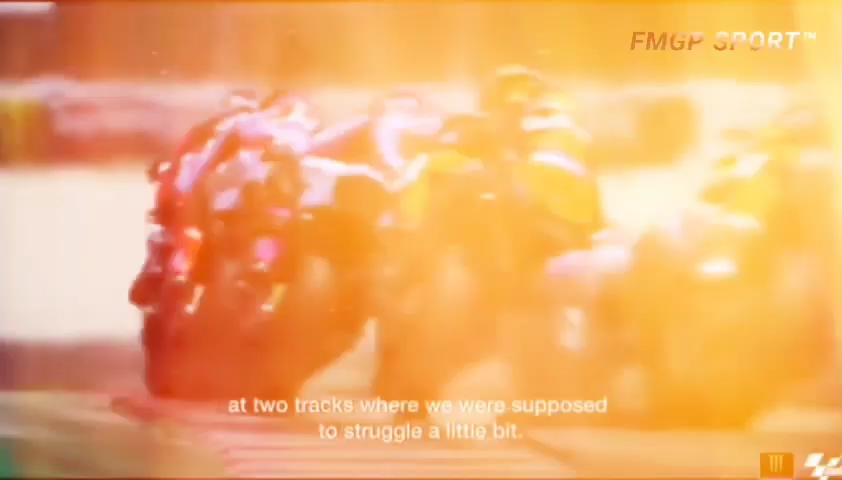 FMGP SPORT™
at two tracks where we were supposed
to struggle a little bit.